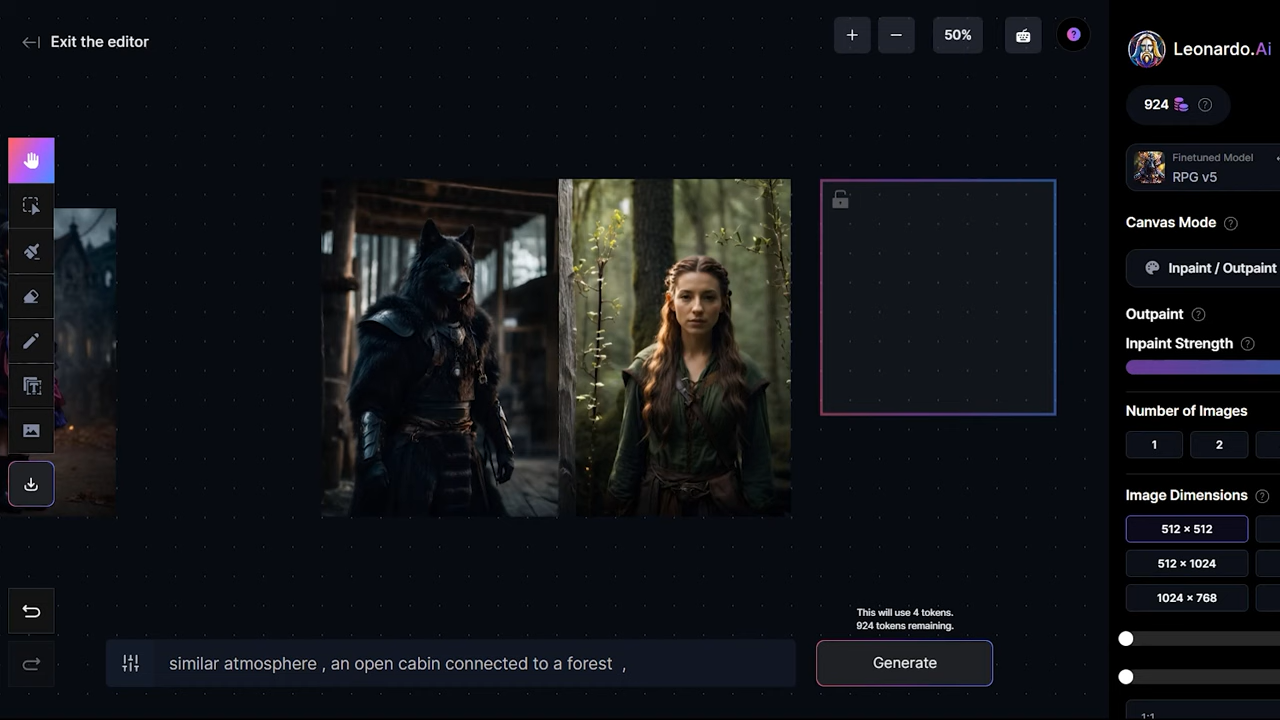 Exit the editor
50%
Leonardo.Ai
924
Finetuned Model
RPG v5
Canvas Mode
Inpaint / Outpaint
Outpaint
Inpaint Strength
Number of Images
1 2
Image Dimensions
512 × 512
512 × 1024
1024 × 768
1:1
This will use 4 tokens.
924 tokens remaining.
similar atmosphere , an open cabin connected to a forest ,
Generate